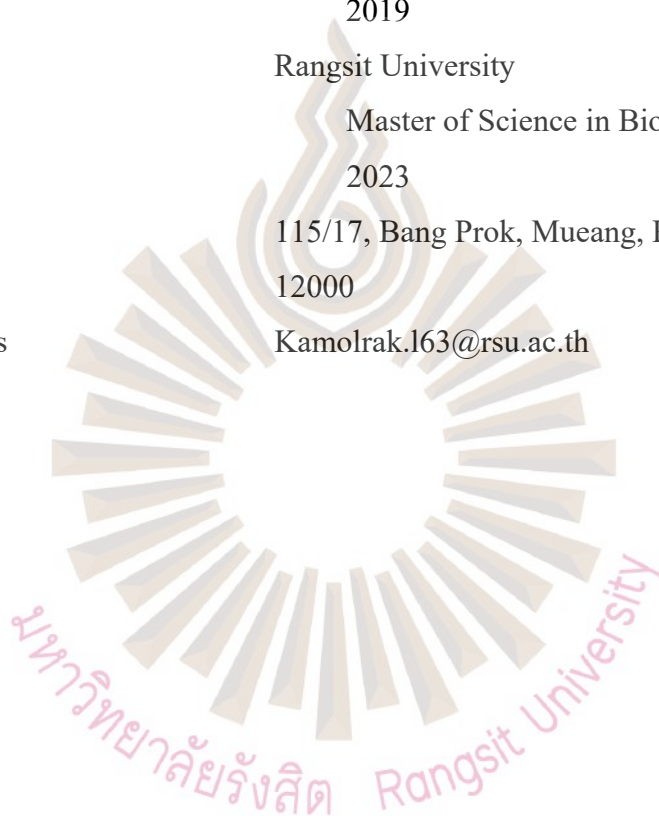 2019
Rangsit University
Master of Science in Bio
2023
115/17, Bang Prok, Mueang,
12000
s
Kamolrak.l63@rsu.ac.th
มหาวิทยาลัยรังสิต Rangsit University